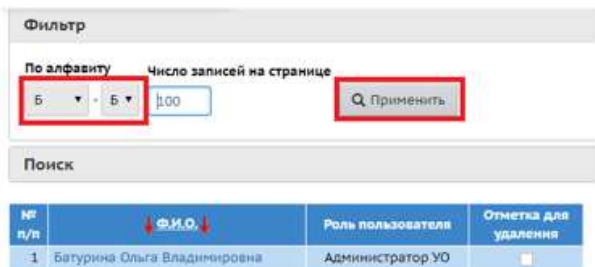 Фильтр
По алфавиту Число записей на странице
Б - Б 100 Применить
Поиск
№ п/п Ф.И.О. Роль пользователя Отметка для удаления
1 Батурина Ольга Владимировна Администратор УО